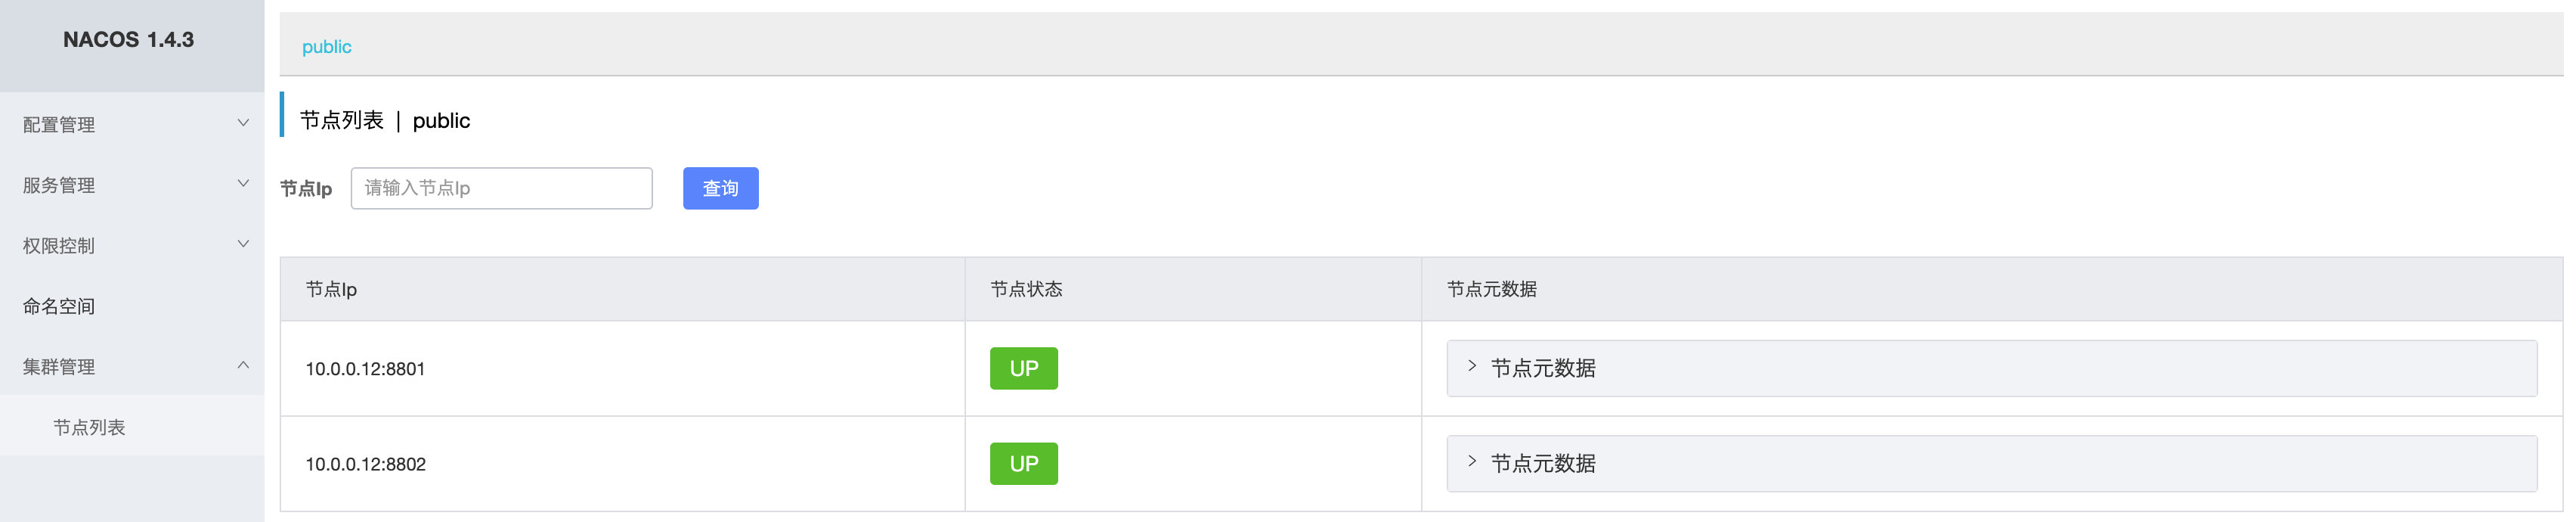 NACOS 1.4.3
配置管理
服务管理
权限控制
命名空间
集群管理
节点列表
public
节点列表 | public
节点Ip 请输入节点Ip 查询
节点Ip 节点状态 节点元数据
10.0.0.12:8801 UP 节点元数据
10.0.0.12:8802 UP 节点元数据